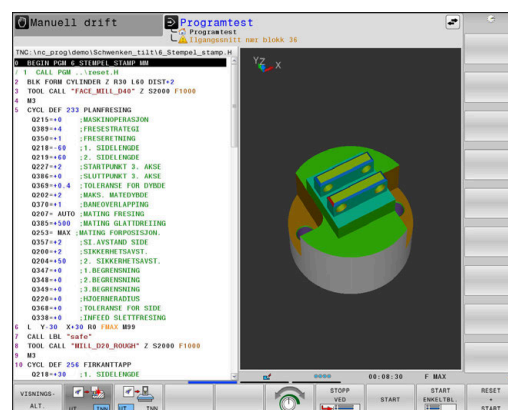 Manuell drift
Programtest
Programtest
Ilgangssnitt nær blokk 36
TNC:\nc_prog\demo\Schwenken_tilt\6_Stempel_stamp.H
0 BEGIN PGM 6_STEMPEL_STAMP MM
/ 1 CALL PGM ..\reset.H
2 BLK FORM CYLINDER Z R30 L60 DIST+2
3 TOOL CALL "FACE_MILL_D40" Z S2000 F1000
4 M3
5 CYCL DEF 233 PLANFRESING
Q215=+0 ;MASKINOPERASJON
Q389=+4 ;FRESESTRATEGI
Q350=+1 ;FRESERETNING
Q218=-60 ;1. SIDELENGDE
Q219=+60 ;2. SIDELENGDE
Q227=+2 ;STARTPUNKT 3. AKSE
Q386=+0 ;SLUTTPUNKT 3. AKSE
Q369=+0.4 ;TOLERANSE FOR DYBDE
Q202=+2 ;MAKS. MATEDYBDE
Q370=+1 ;BANEOVERLAPPING
Q207= AUTO ;MATING FRESING
Q385=+500 ;MATING GLATTDREIING
Q253= MAX ;MATING FORPOSISJON.
Q357=+2 ;SI.AVSTAND SIDE
Q200=+2 ;SIKKERHETSAVST.
Q204=+50 ;2. SIKKERHETSAVST.
Q347=+0 ;1.BEGRENSNING
Q348=+0 ;2.BEGRENSNING
Q349=+0 ;3.BEGRENSNING
Q220=+0 ;HJOERNERADIUS
Q368=+0 ;TOLERANSE FOR SIDE
Q338=+0 ;INFEED SLETTFRESING
6 L Y-30 X+30 R0 FMAX M99
7 CALL LBL "safe"
8 TOOL CALL "MILL_D20_ROUGH" Z S2000 F1000
9 M3
10 CYCL DEF 256 FIRKANTTAPP
Q218=+30 ;1. SIDELENGDE
YZ X
00:08:30 F MAX
VISNINGS-
ALT.
UT INN
UT INN
STOPP
VED
START
START
ENKELTBL.
RESET
+
START